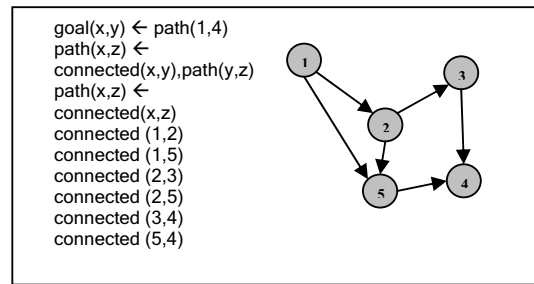 goal(x,y) ← path(1,4)
path(x,z) ←
connected(x,y),path(y,z)
path(x,z) ←
connected(x,z)
connected (1,2)
connected (1,5)
connected (2,3)
connected (2,5)
connected (3,4)
connected (5,4)
1
3
2
5
4